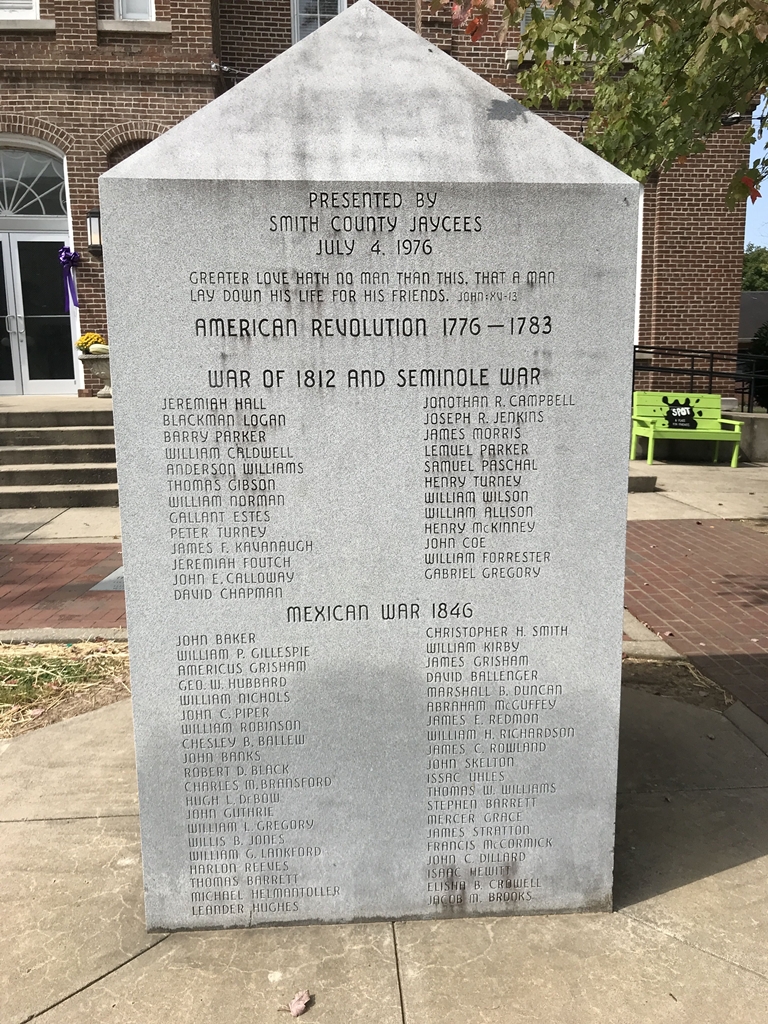 PRESENTED BY
SMITH COUNTY JAYCEES
JULY 4, 1976
GREATER LOVE HATH NO MAN THAN THIS, THAT A MAN
LAY DOWN HIS LIFE FOR HIS FRIENDS. JOHN:XV-13
AMERICAN REVOLUTION 1776 — 1783
WAR OF 1812 AND SEMINOLE WAR
JEREMIAH HALL
BLACKMAN LOGAN
BARRY PARKER
WILLIAM CALDWELL
ANDERSON WILLIAMS
THOMAS GIBSON
WILLIAM NORMAN
GALLANT ESTES
PETER TURNEY
JAMES F. KAVANAUGH
JEREMIAH FOUTCH
JOHN E. CALLOWAY
DAVID CHAPMAN
JONOTHAN R. CAMPBELL
JOSEPH R. JENKINS
JAMES MORRIS
LEMUEL PARKER
SAMUEL PASCHAL
HENRY TURNEY
WILLIAM WILSON
WILLIAM ALLISON
HENRY McKINNEY
JOHN COE
WILLIAM FORRESTER
GABRIEL GREGORY
MEXICAN WAR 1846
JOHN BAKER
WILLIAM P. GILLESPIE
AMERICUS GRISHAM
GEO. W. HUBBARD
WILLIAM NICHOLS
JOHN C. PIPER
WILLIAM ROBINSON
CHESLEY B. BALLEW
JOHN BANKS
ROBERT D. BLACK
CHARLES M. BRANSFORD
HUGH L. DeBOW
JOHN GUTHRIE
WILLIAM L. GREGORY
WILLIS B. JONES
WILLIAM G. LANKFORD
HARLON REEVES
THOMAS BARRETT
MICHAEL HELMANTOLLER
LEANDER HUGHES
CHRISTOPHER H. SMITH
WILLIAM KIRBY
JAMES GRISHAM
DAVID BALLENGER
MARSHALL B. DUNCAN
ABRAHAM McGUFFEY
JAMES E. REDMON
WILLIAM H. RICHARDSON
JAMES C. ROWLAND
JOHN SKELTON
ISSAC UHLES
THOMAS W. WILLIAMS
STEPHEN BARRETT
MERCER GRACE
JAMES STRATTON
FRANCIS McCORMICK
JOHN C. DILLARD
ISAAC HEWITT
ELISHA B. CROWELL
JACOB M. BROOKS
SPOT